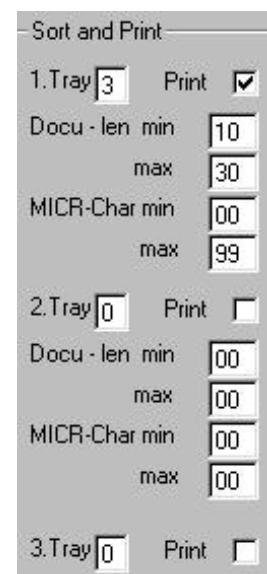 Sort and Print
1.Tray 3 Print
Docu - len min 10
max 30
MICR-Char min 00
max 99
2.Tray 0 Print
Docu - len min 00
max 00
MICR-Char min 00
max 00
3.Tray 0 Print